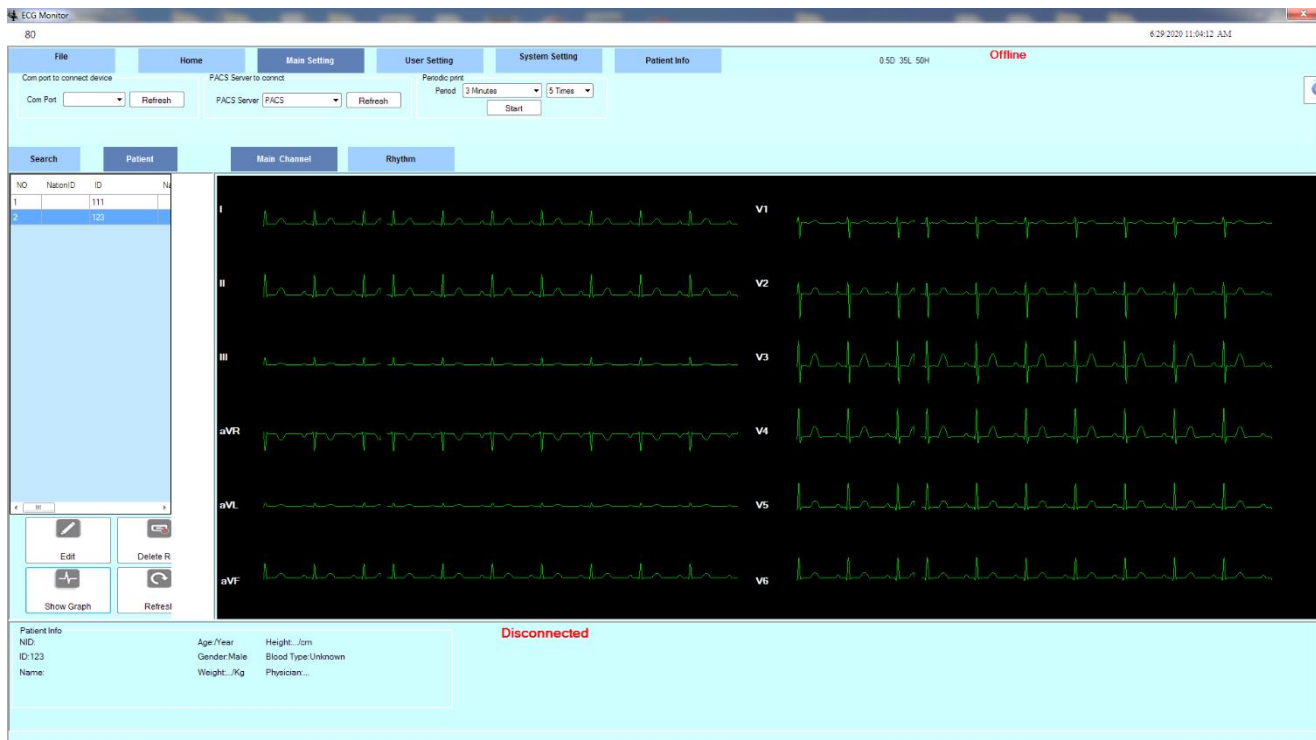 ECG Monitor
80
6/29/2020 11:04:12 AM
File Home Main Setting User Setting System Setting Patient Info
0.5D 35L 50H
Offline
Com port to connect device
PACS Server to connct
Periodic print
Com Port
Refresh
PACS Server PACS
Refresh
Period 3 Minutes 5 Times
Start
Search Patient Main Channel Rhythm
NO NationID ID Na
1 111
2 123
I
II
III
aVR
aVL
aVF
V1
V2
V3
V4
V5
V6
Edit
Delete R
Show Graph
Refresl
Patient Info
NID: Age:/Year Height:.../cm
ID:123 Gender:Male Blood Type:Unknown
Name: Weight:../Kg Physician:...
Disconnected